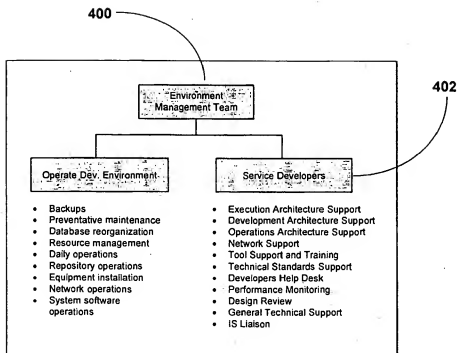 400
402
Environment
Management Team
Operate Dev. Environment
Service Developers
• Backups
• Preventative maintenance
• Database reorganization
• Resource management
• Daily operations
• Repository operations
• Equipment installation
• Network operations
• System software
operations
• Execution Architecture Support
• Development Architecture Support
• Operations Architecture Support
• Network Support
• Tool Support and Training
• Technical Standards Support
• Developers Help Desk
• Performance Monitoring
• Design Review
• General Technical Support
• IS Liaison